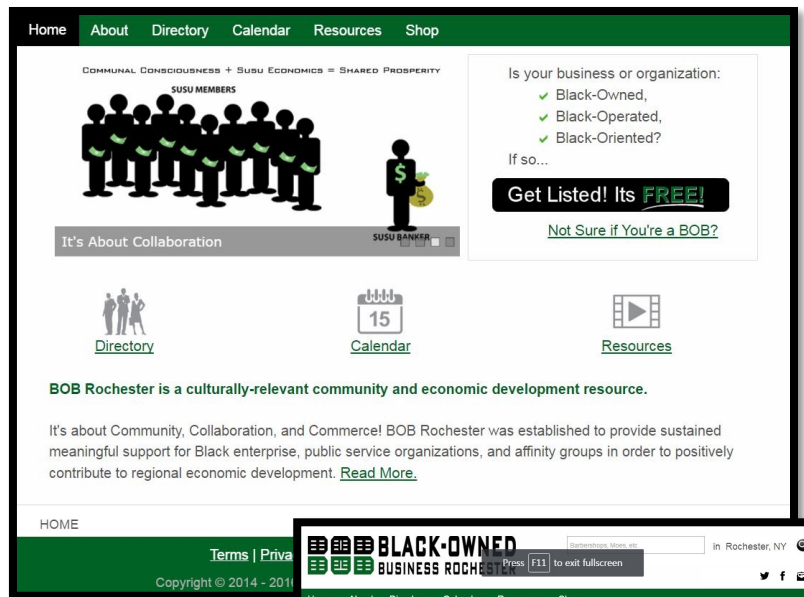 Home About Directory Calendar Resources Shop
Communal Consciousness + Susu Economics = Shared Prosperity
SUSU MEMBERS
$
$
SUSU BANKER
It's About Collaboration
Is your business or organization:
Black-Owned,
Black-Operated,
Black-Oriented?
If so...
Get Listed! Its FREE!
Not Sure if You're a BOB?
15
Directory Calendar Resources
BOB Rochester is a culturally-relevant community and economic development resource.
It's about Community, Collaboration, and Commerce! BOB Rochester was established to provide sustained
meaningful support for Black enterprise, public service organizations, and affinity groups in order to positively
contribute to regional economic development. Read More.
HOME
Terms | Priva
Copyright © 2014 - 201
BLACK-OWNED
BUSINESS ROCHESTER
Barbershops, Moes, etc
in Rochester, NY
Press F11 to exit fullscreen